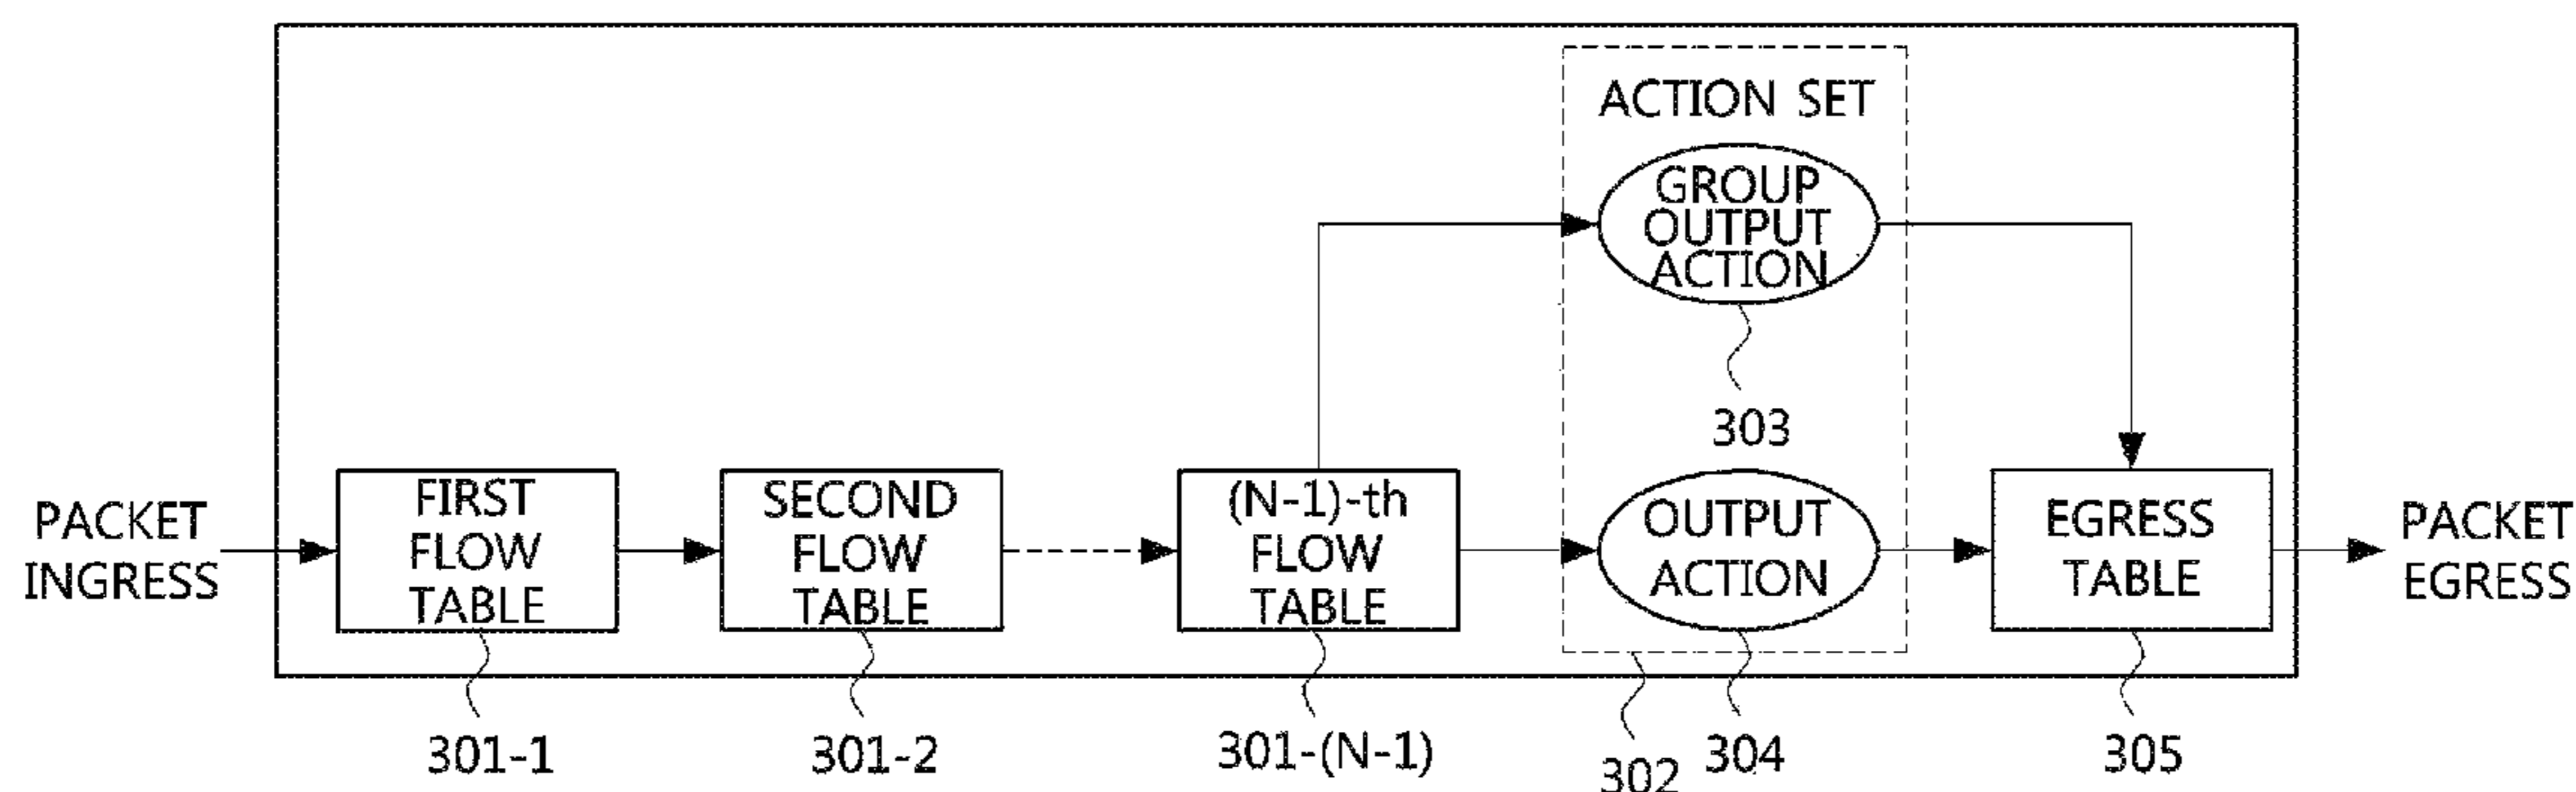 ACTION SET
GROUP
OUTPUT
ACTION
303
PACKET
INGRESS
FIRST
FLOW
TABLE
SECOND
FLOW
TABLE
(N-1)-th
FLOW
TABLE
OUTPUT
ACTION
EGRESS
TABLE
PACKET
EGRESS
301-1
301-2
301-(N-1)
302
304
305